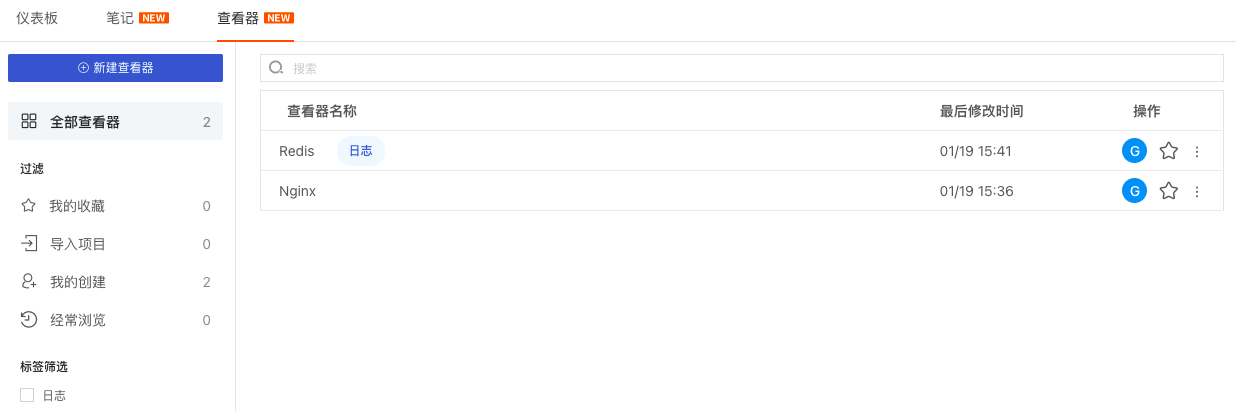 仪表板 笔记 NEW 查看器 NEW
新建查看器
搜索
全部查看器 2
过滤
我的收藏 0
导入项目 0
我的创建 2
经常浏览 0
标签筛选
日志
查看器名称 最后修改时间 操作
Redis 日志 01/19 15:41 G
Nginx 01/19 15:36 G